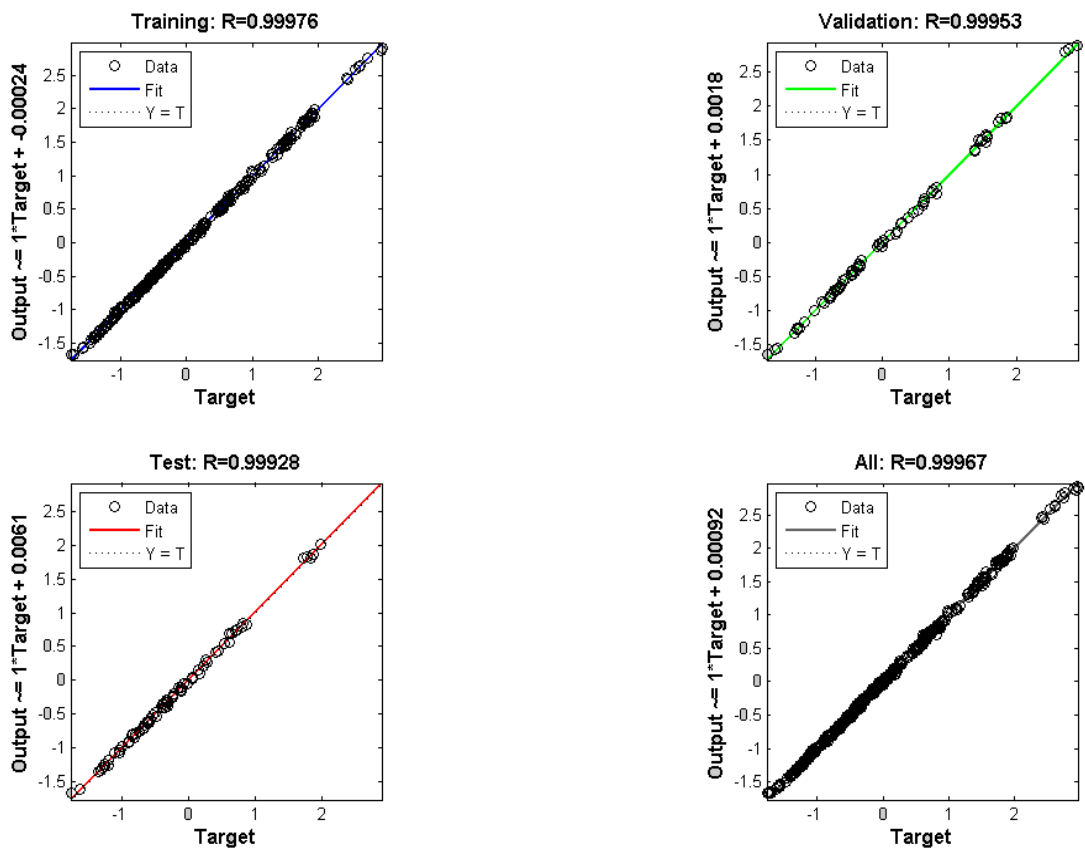 Training: R=0.99976
Output ~= 1*Target + -0.00024
Data
Fit
Y = T
2.5
2
1.5
1
0.5
0
-0.5
-1
-1.5
-1 0 1 2
Target
Validation: R=0.99953
Output ~= 1*Target + 0.0018
Data
Fit
Y = T
2.5
2
1.5
1
0.5
0
-0.5
-1
-1.5
-1 0 1 2
Target
Test: R=0.99928
Output ~= 1*Target + 0.0061
Data
Fit
Y = T
2.5
2
1.5
1
0.5
0
-0.5
-1
-1.5
-1 0 1 2
Target
All: R=0.99967
Output ~= 1*Target + 0.00092
Data
Fit
Y = T
2.5
2
1.5
1
0.5
0
-0.5
-1
-1.5
-1 0 1 2
Target